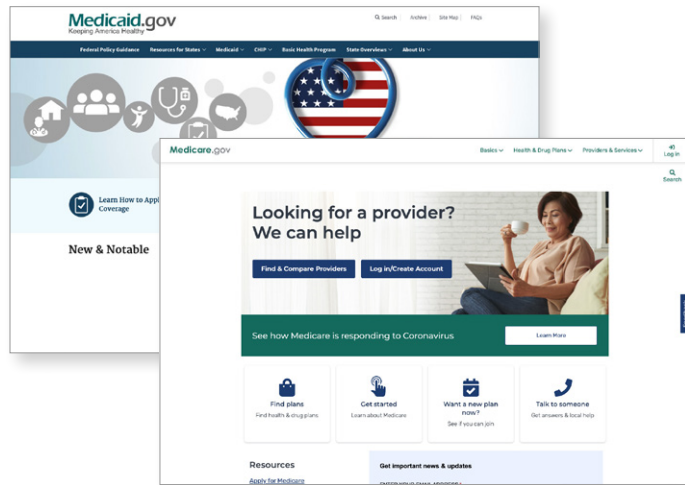 Medicaid.gov
Keeping America Healthy
Search Archive Site Map FAQs
Federal Policy Guidance Resources for States Medicaid CHIP Basic Health Program State Overviews About Us
Learn How to Appl
Coverage
New & Notable
Medicare.gov
Basics Health & Drug Plans Providers & Services
Log in
Search
Looking for a provider?
We can help
Find & Compare Providers Log in/Create Account
See how Medicare is responding to Coronavirus Learn More
Find plans
Find health & drug plans
Get started
Learn about Medicare
Want a new plan
now?
See if you can join
Talk to someone
Get answers & local help
Resources
Apply for Medicare
Get important news & updates